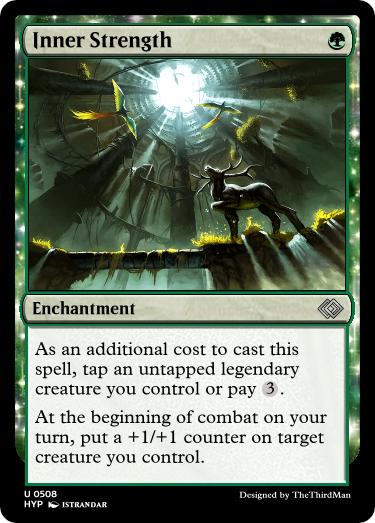 Inner Strength
Enchantment
As an additional cost to cast this
spell, tap an untapped legendary
creature you control or pay 3.
At the beginning of combat on your
turn, put a +1/+1 counter on target
creature you control.
U 0508
HYP ISTRANDAR
Designed by TheThirdMan